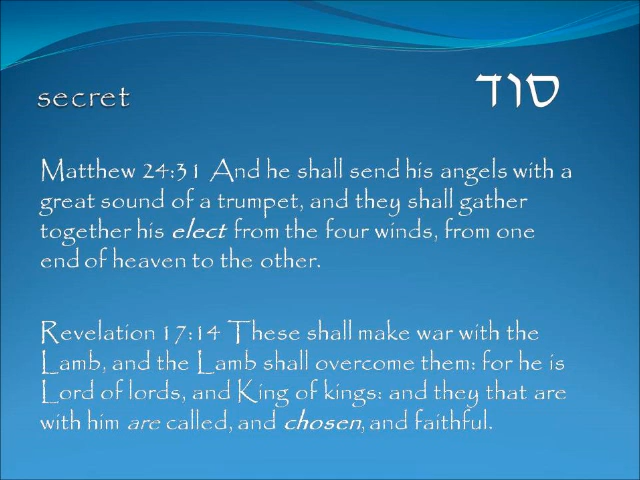 secret סוד
Matthew 24:31 And he shall send his angels with a
great sound of a trumpet, and they shall gather
together his elect from the four winds, from one
end of heaven to the other.
Revelation 17:14 These shall make war with the
Lamb, and the Lamb shall overcome them: for he is
Lord of lords, and King of kings: and they that are
with him are called, and chosen, and faithful.